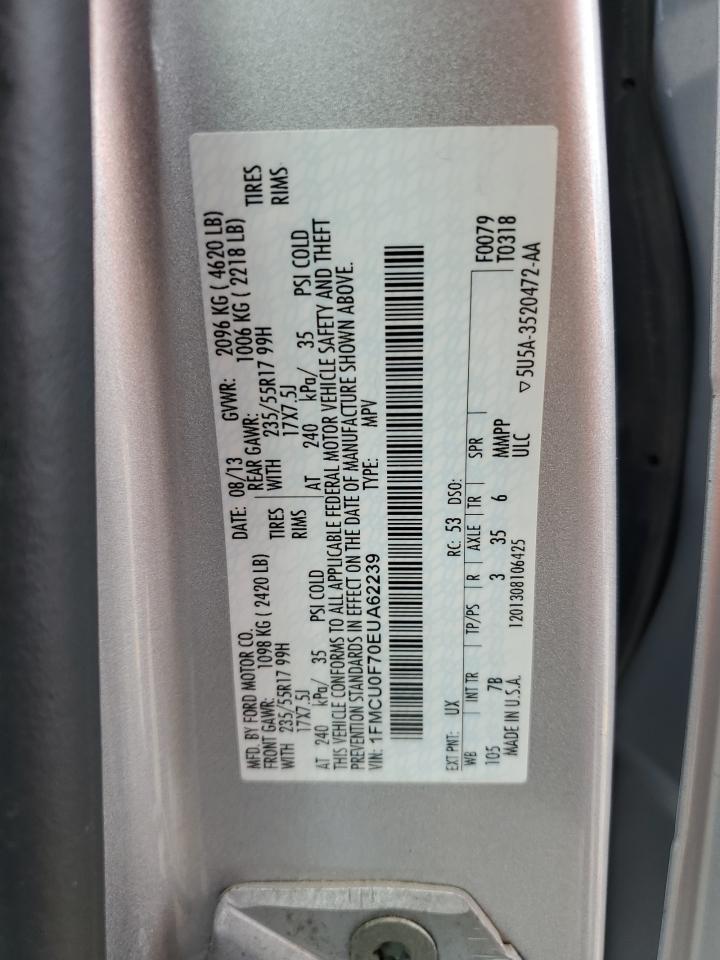 MFD. BY FORD MOTOR CO. DATE: 08/13 GVWR: 2096 KG ( 4620 LB)
FRONT GAWR: 1098 KG ( 2420 LB) REAR GAWR: 1006 KG ( 2218 LB)
WITH 235/55R17 99H TIRES WITH 235/55R17 99H TIRES
17X7.5J RIMS 17X7.5J RIMS
AT 240 kPa/ 35 PSI COLD AT 240 kPa/ 35 PSI COLD
THIS VEHICLE CONFORMS TO ALL APPLICABLE FEDERAL MOTOR VEHICLE SAFETY AND THEFT
PREVENTION STANDARDS IN EFFECT ON THE DATE OF MANUFACTURE SHOWN ABOVE.
VIN: 1FMCU0F70EUA62239 TYPE: MPV
EXT PNT: UX RC: 53 DSO: F0079
WB INT TR TP/PS R AXLE TR SPR T0318
105 7B 3 35 6 MMPP
MADE IN U.S.A. 1201308106425 ULC ▽ 5U5A-3520472-AA